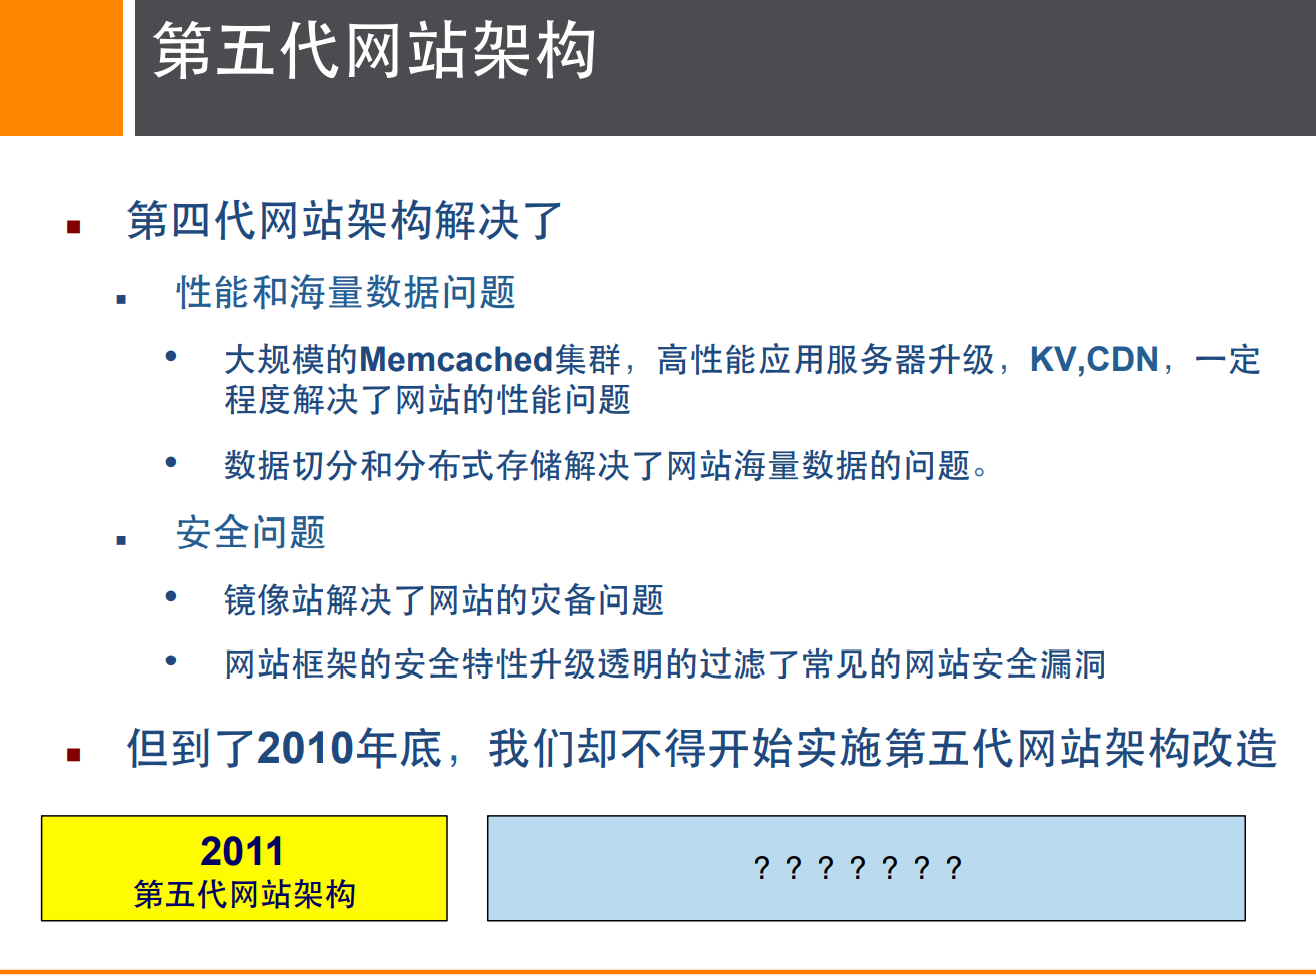 第五代网站架构
第四代网站架构解决了
性能和海量数据问题
大规模的Memcached集群，高性能应用服务器升级，KV,CDN，一定
程度解决了网站的性能问题
数据切分和分布式存储解决了网站海量数据的问题。
安全问题
镜像站解决了网站的灾备问题
网站框架的安全特性升级透明的过滤了常见的网站安全漏洞
但到了2010年底，我们却不得开始实施第五代网站架构改造
2011
第五代网站架构
？？？？？？？